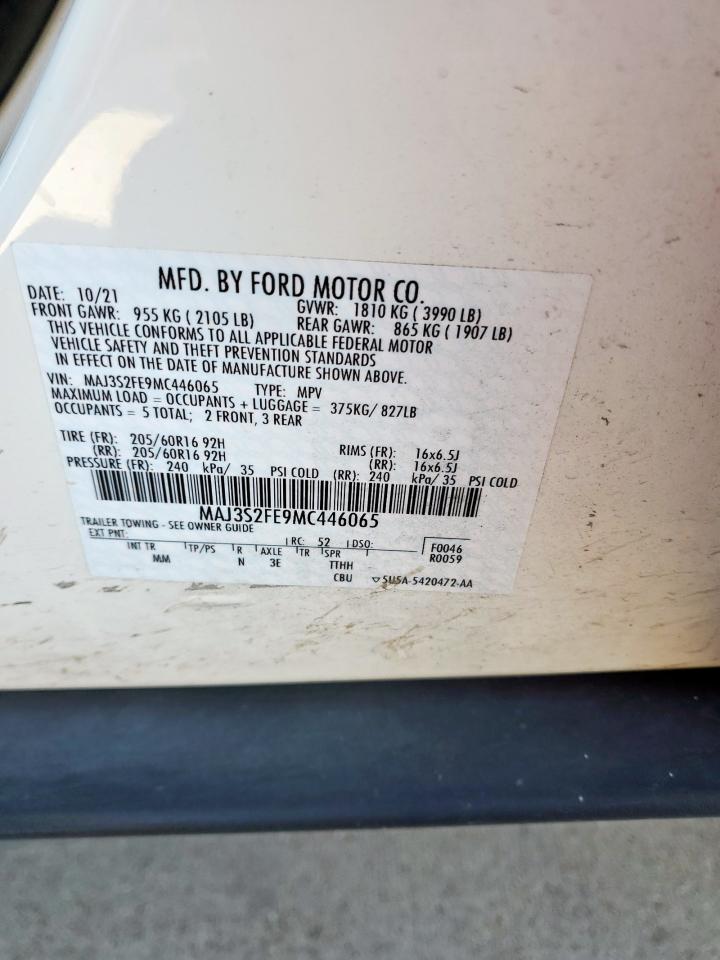 MFD. BY FORD MOTOR CO.
DATE: 10/21 GVWR: 1810 KG ( 3990 LB)
FRONT GAWR: 955 KG ( 2105 LB) REAR GAWR: 865 KG ( 1907 LB)
THIS VEHICLE CONFORMS TO ALL APPLICABLE FEDERAL MOTOR
VEHICLE SAFETY AND THEFT PREVENTION STANDARDS
IN EFFECT ON THE DATE OF MANUFACTURE SHOWN ABOVE.
VIN: MAJ3S2FE9MC446065 TYPE: MPV
MAXIMUM LOAD = OCCUPANTS + LUGGAGE = 375KG/ 827LB
OCCUPANTS = 5 TOTAL; 2 FRONT, 3 REAR
TIRE (FR): 205/60R16 92H RIMS (FR): 16x6.5J
(RR): 205/60R16 92H (RR): 16x6.5J
PRESSURE (FR): 240 kPa/ 35 PSI COLD (RR): 240 kPa/ 35 PSI COLD
MAJ3S2FE9MC446065
TRAILER TOWING - SEE OWNER GUIDE
EXT PNT: RC: 52 DSO: F0046
INT TR TP/PS R AXLE TR SPR R0059
MM N 3E TTHH
CBU ▽5U5A-5420472-AA